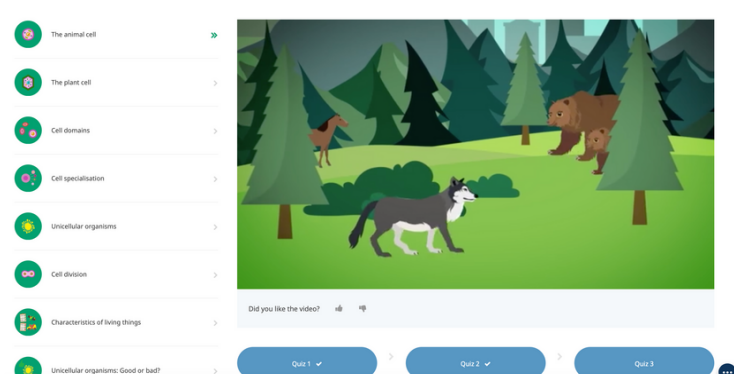 The animal cell
The plant cell
Cell domains
Cell specialisation
Unicellular organisms
Cell division
Characteristics of living things
Unicellular organisms: Good or bad?
Did you like the video?
Quiz 1
Quiz 2
Quiz 3